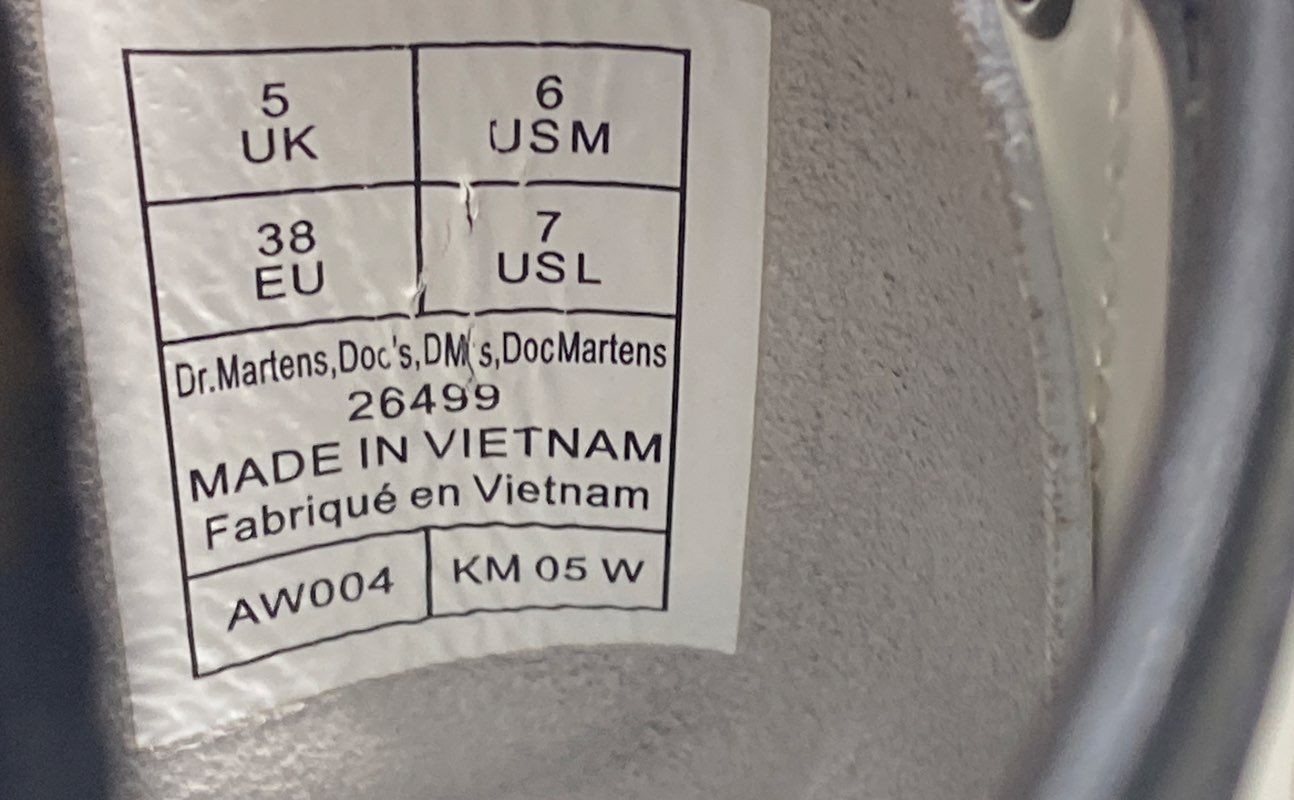 5
UK
6
USM
38
EU
7
USL
Dr.Martens,Doc's,DM's,DocMartens
26499
MADE IN VIETNAM
Fabriqué en Vietnam
AW004
KM 05 W